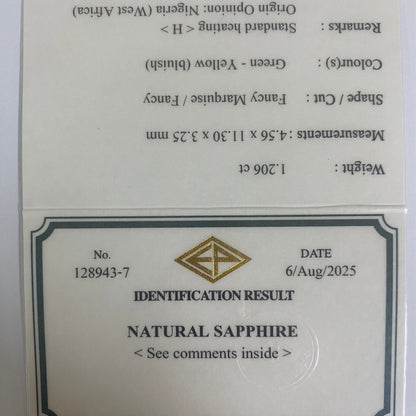 Weight : 1.206 ct
Measurements : 4.56 x 11.30 x 3.25 mm
Shape / Cut : Fancy Marquise / Fancy
Colour(s) : Green - Yellow (bluish)
Remarks : Standard heating < H >
Origin Opinion: Nigeria (West Africa)
No.
128943-7
EP
DATE
6/Aug/2025
IDENTIFICATION RESULT
NATURAL SAPPHIRE
< See comments inside >